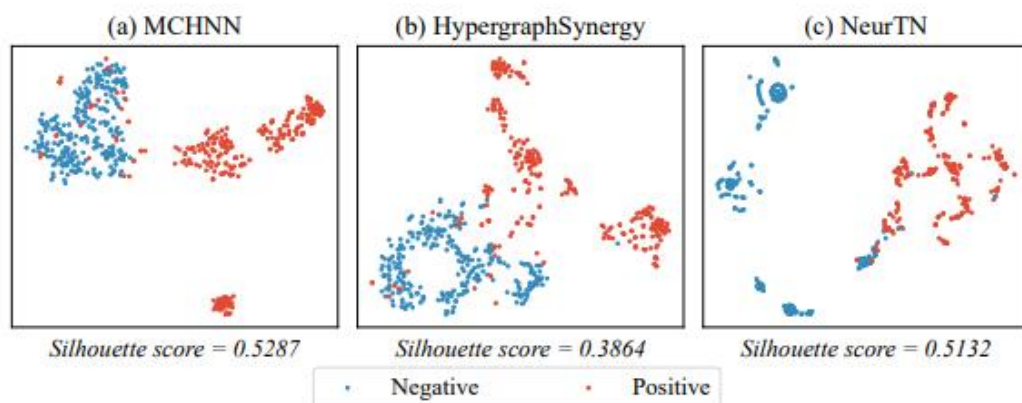 (a) MCHNN (b) HypergraphSynergy (c) NeurTN
Silhouette score = 0.5287 Silhouette score = 0.3864 Silhouette score = 0.5132
Negative Positive